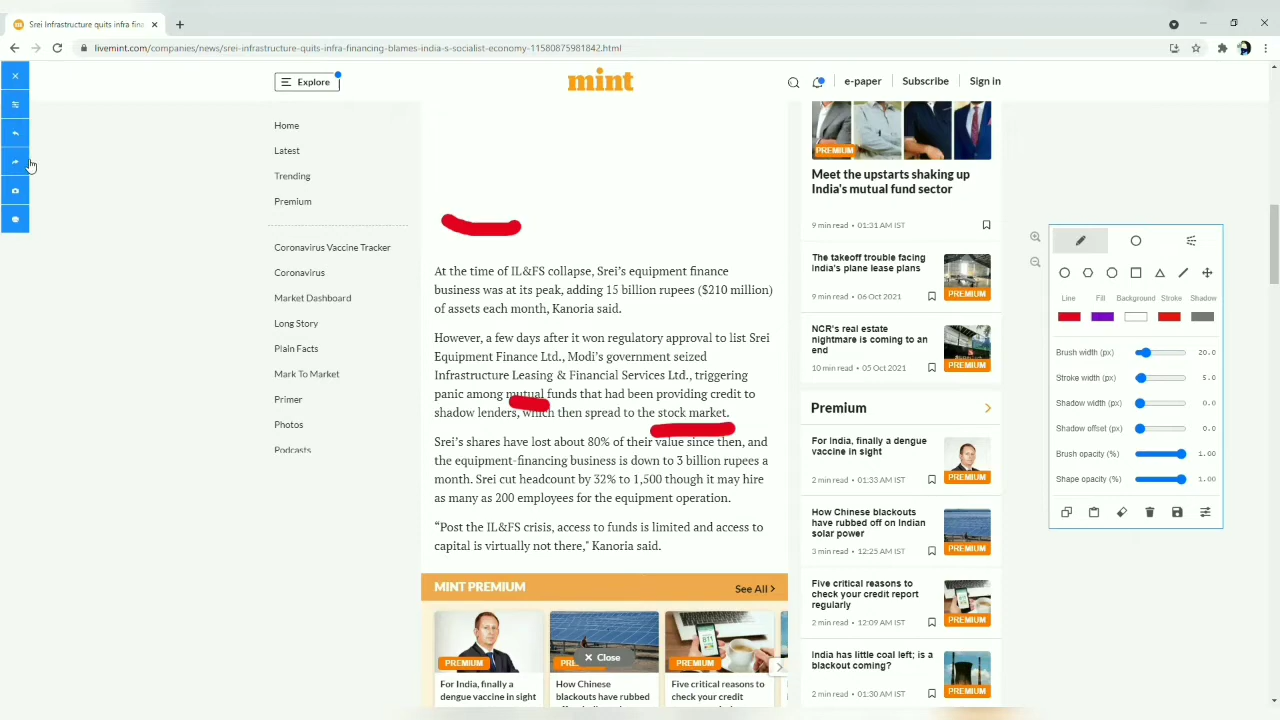 Srei Infrastructure quits infra fina
livemint.com/companies/news/srei-infrastructure-quits-infra-financing-blames-india-s-socialist-economy-11580875981842.html
Explore
mint
e-paper
Subscribe
Sign in
Home
Latest
Trending
Premium
Coronavirus Vaccine Tracker
Coronavirus
Market Dashboard
Long Story
Plain Facts
Mark To Market
Primer
Photos
Podcasts
At the time of IL&FS collapse, Srei's equipment finance
business was at its peak, adding 15 billion rupees ($210 million)
of assets each month, Kanoria said.
However, a few days after it won regulatory approval to list Srei
Equipment Finance Ltd., Modi's government seized
Infrastructure Leasing & Financial Services Ltd., triggering
panic among mutual funds that had been providing credit to
shadow lenders, which then spread to the stock market.
Srei's shares have lost about 80% of their value since then, and
the equipment-financing business is down to 3 billion rupees a
month. Srei cut headcount by 32% to 1,500 though it may hire
as many as 200 employees for the equipment operation.
“Post the IL&FS crisis, access to funds is limited and access to
capital is virtually not there," Kanoria said.
MINT PREMIUM
See All
PREMIUM
For India, finally a
dengue vaccine in sight
PRE
Close
How Chinese
blackouts have rubbed
PREMIUM
Five critical reasons to
check your credit
PREMIUM
Meet the upstarts shaking up
India's mutual fund sector
9 min read • 01:31 AM IST
The takeoff trouble facing
India's plane lease plans
9 min read • 06 Oct 2021
PREMIUM
NCR's real estate
nightmare is coming to an
end
10 min read • 05 Oct 2021
PREMIUM
Premium
For India, finally a dengue
vaccine in sight
2 min read • 01:33 AM IST
PREMIUM
How Chinese blackouts
have rubbed off on Indian
solar power
3 min read • 12:25 AM IST
PREMIUM
Five critical reasons to
check your credit report
regularly
2 min read • 12:09 AM IST
PREMIUM
India has little coal left; is a
blackout coming?
2 min read • 01:30 AM IST
PREMIUM
Line Fill Background Stroke Shadow
Brush width (px) 20.0
Stroke width (px) 5.0
Shadow width (px) 0.0
Shadow offset (px) 0.0
Brush opacity (%) 1.00
Shape opacity (%) 1.00